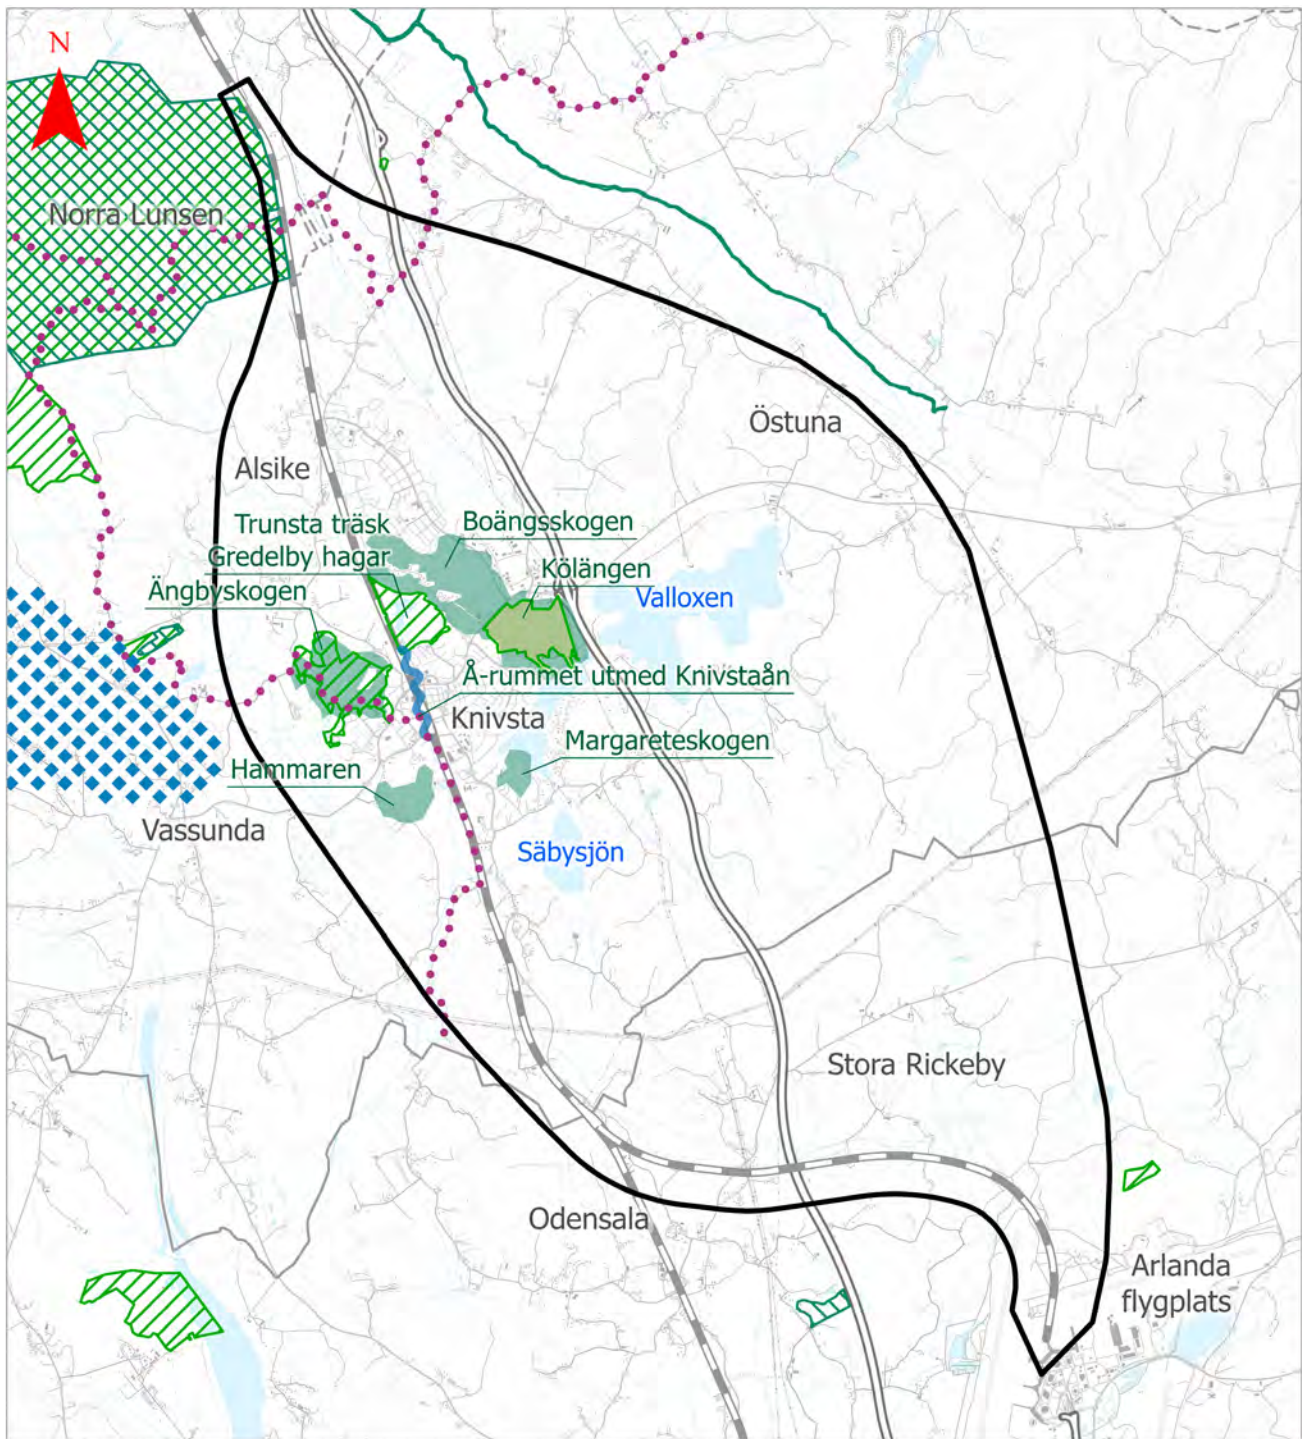 N
Norra Lunsen
Östuna
Alsike
Trunsta träsk
Boängsskogen
Gredelby hagar
Kölängen
Ängbyskogen
Valloxen
Å-rummet utmed Knivstaån
Knivsta
Margareteskogen
Hammaren
Vassunda
Säbysjön
Stora Rickeby
Odensala
Arlanda
flygplats